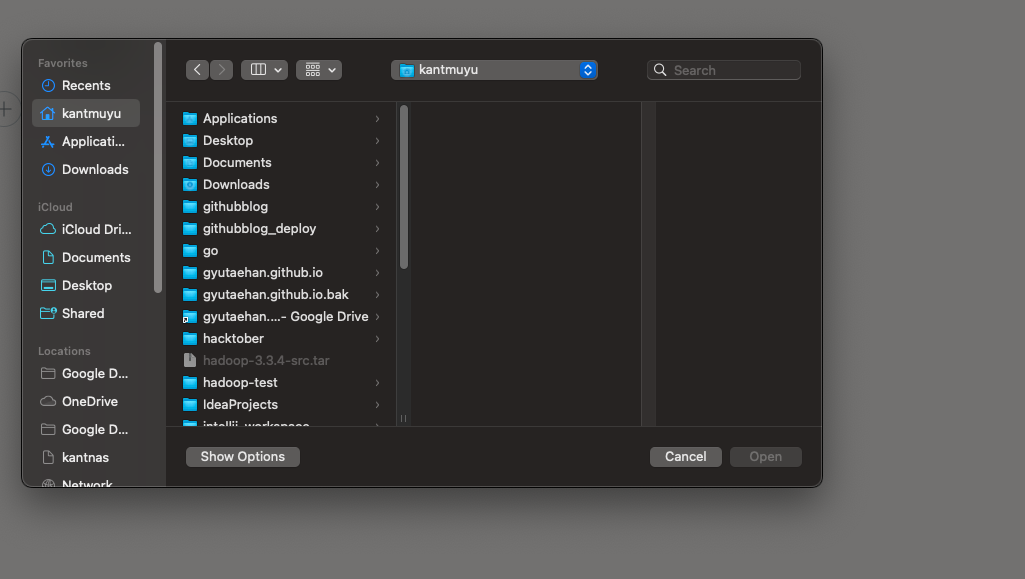 kantmuyu
Search
Favorites
Recents
kantmuyu
Applicati...
Downloads
iCloud
iCloud Dri...
Documents
Desktop
Shared
Locations
Google D...
OneDrive
Google D...
kantnas
Network
Applications
Desktop
Documents
Downloads
githubblog
githubblog_deploy
go
gyutaehan.github.io
gyutaehan.github.io.bak
gyutaehan....- Google Drive
hacktober
hadoop-3.3.4-src.tar
hadoop-test
IdeaProjects
intellij-workspace
Show Options
Cancel
Open